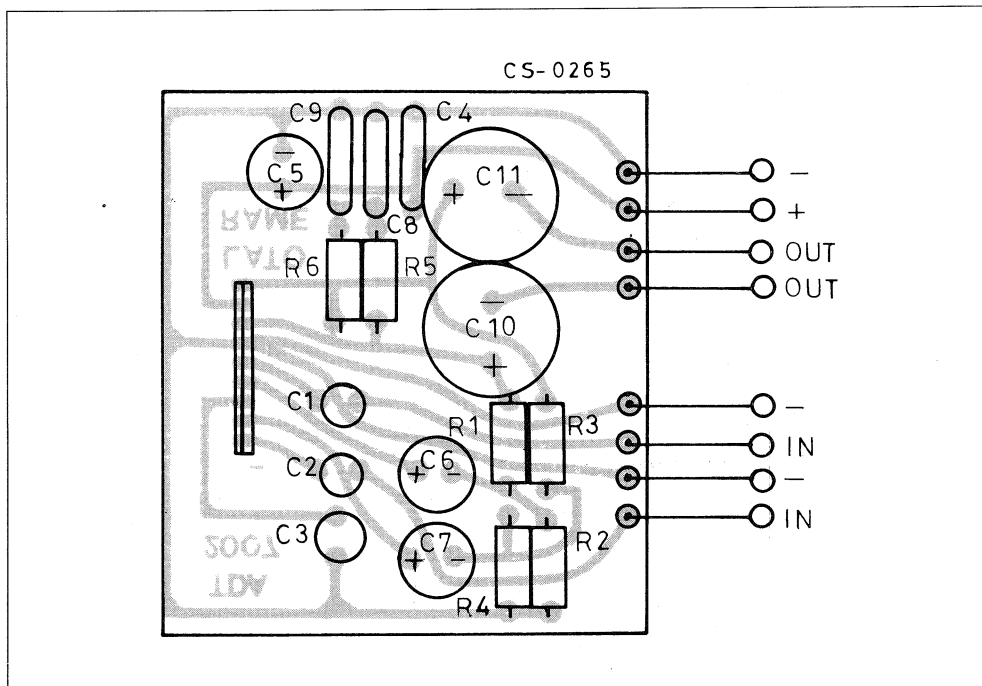 CS-0265
C9
C4
C5
C11
C8
RAME
LATO
R6
R5
C10
C1
R1
R3
C6
C2
C3
C7
R2
R4
2007
TDA
-
+
OUT
OUT
-
IN
-
IN